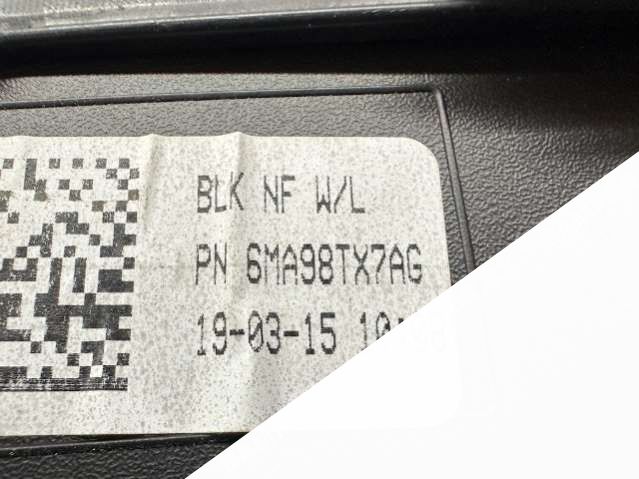 BLK NF W/L
PN 6MA98TX7AG
19-03-15